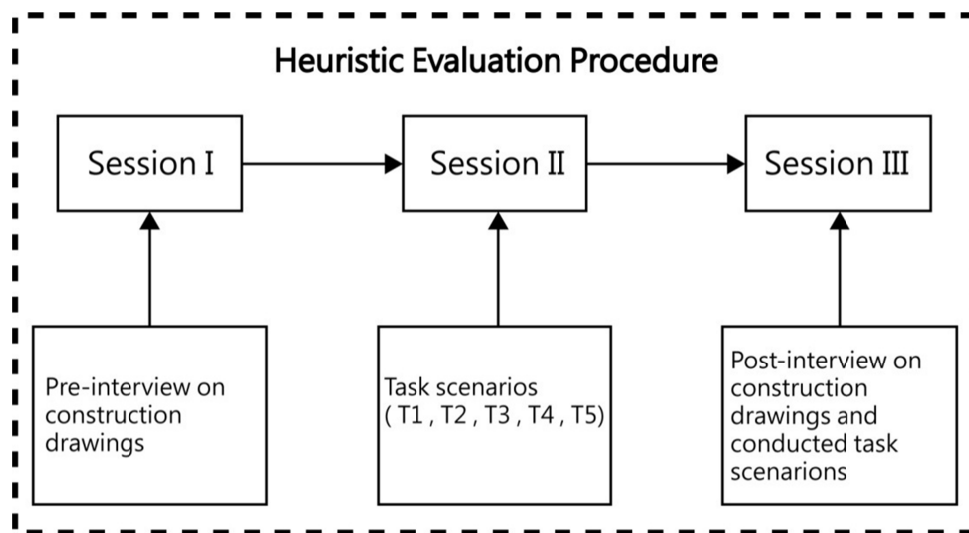 Heuristic Evaluation Procedure
Session I
Session II
Session III
Pre-interview on
construction
drawings
Task scenarios
( T1 , T2 , T3 , T4 , T5)
Post-interview on
construction
drawings and
conducted task
scenarions